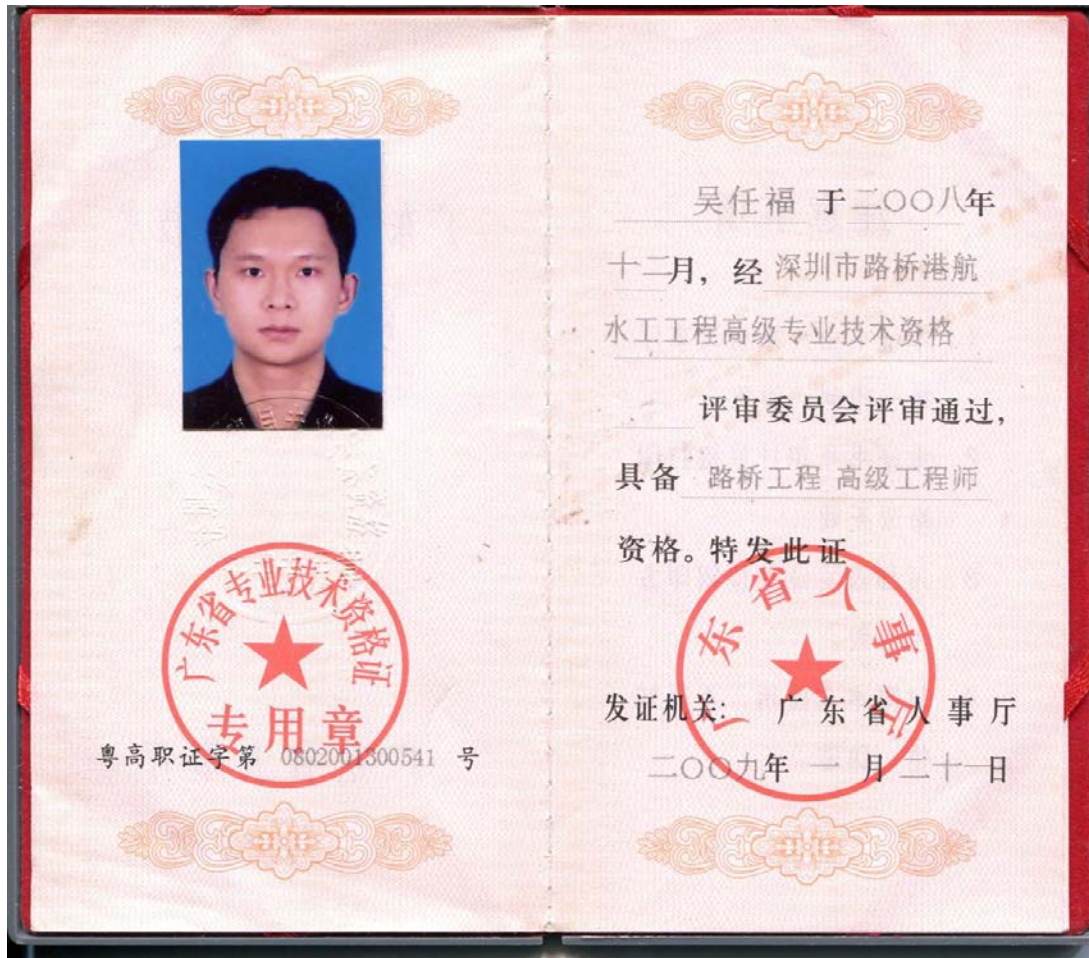 广东省专业技术资格证
专用章
粤高职证字第 0802001300541 号
吴任福 于二〇〇八年
十二月，经 深圳市路桥港航
水工工程高级专业技术资格
评审委员会评审通过，
具备 路桥工程 高级工程师
资格。特发此证
广东省人事厅
发证机关：广东省人事厅
二〇〇九年 一 月二十一日